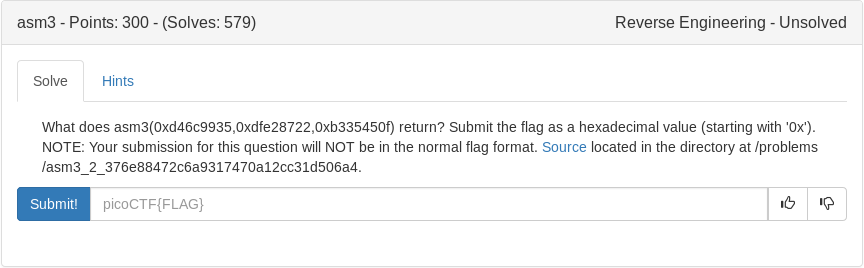 asm3 - Points: 300 - (Solves: 579)
Reverse Engineering - Unsolved
Solve
Hints
What does asm3(0xd46c9935,0xdfe28722,0xb335450f) return? Submit the flag as a hexadecimal value (starting with '0x').
NOTE: Your submission for this question will NOT be in the normal flag format. Source located in the directory at /problems
/asm3_2_376e88472c6a9317470a12cc31d506a4.
Submit!
picoCTF{FLAG}